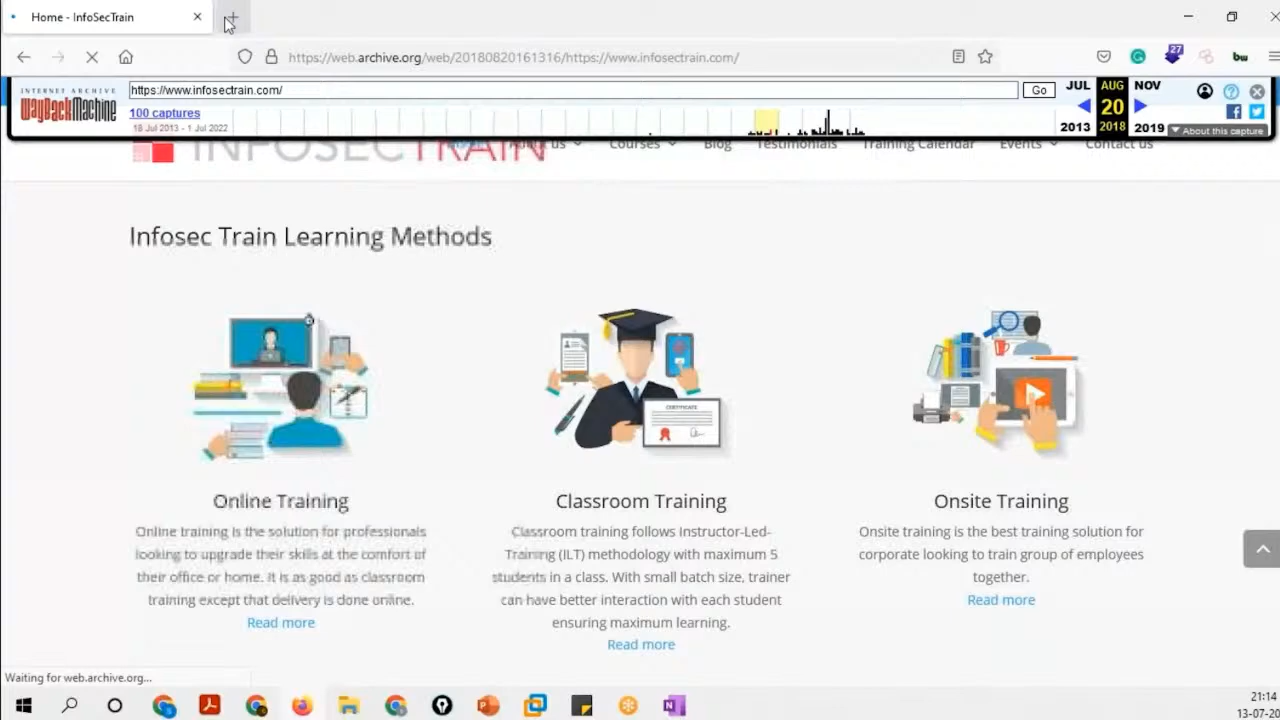 Home - InfoSecTrain
https://web.archive.org/web/20180820161316/https://www.infosectrain.com/
27
bw
INTERNET ARCHIVE
WayBackMachine
https://www.infosectrain.com/
Go
JUL AUG NOV
100 captures
20
18 Jul 2013 - 1 Jul 2022
2013 2018 2019
About this capture
INFOSECTRAIN
Courses
Blog
Testimonials
Training Calendar
Events
Contact us
Infosec Train Learning Methods
CERTIFICATE
Online Training
Online training is the solution for professionals
looking to upgrade their skills at the comfort of
their office or home. It is as good as classroom
training except that delivery is done online.
Read more
Classroom Training
Classroom training follows Instructor-Led-
Training (ILT) methodology with maximum 5
students in a class. With small batch size, trainer
can have better interaction with each student
ensuring maximum learning.
Read more
Onsite Training
Onsite training is the best training solution for
corporate looking to train group of employees
together.
Read more
Waiting for web.archive.org...
21:14
13-07-20